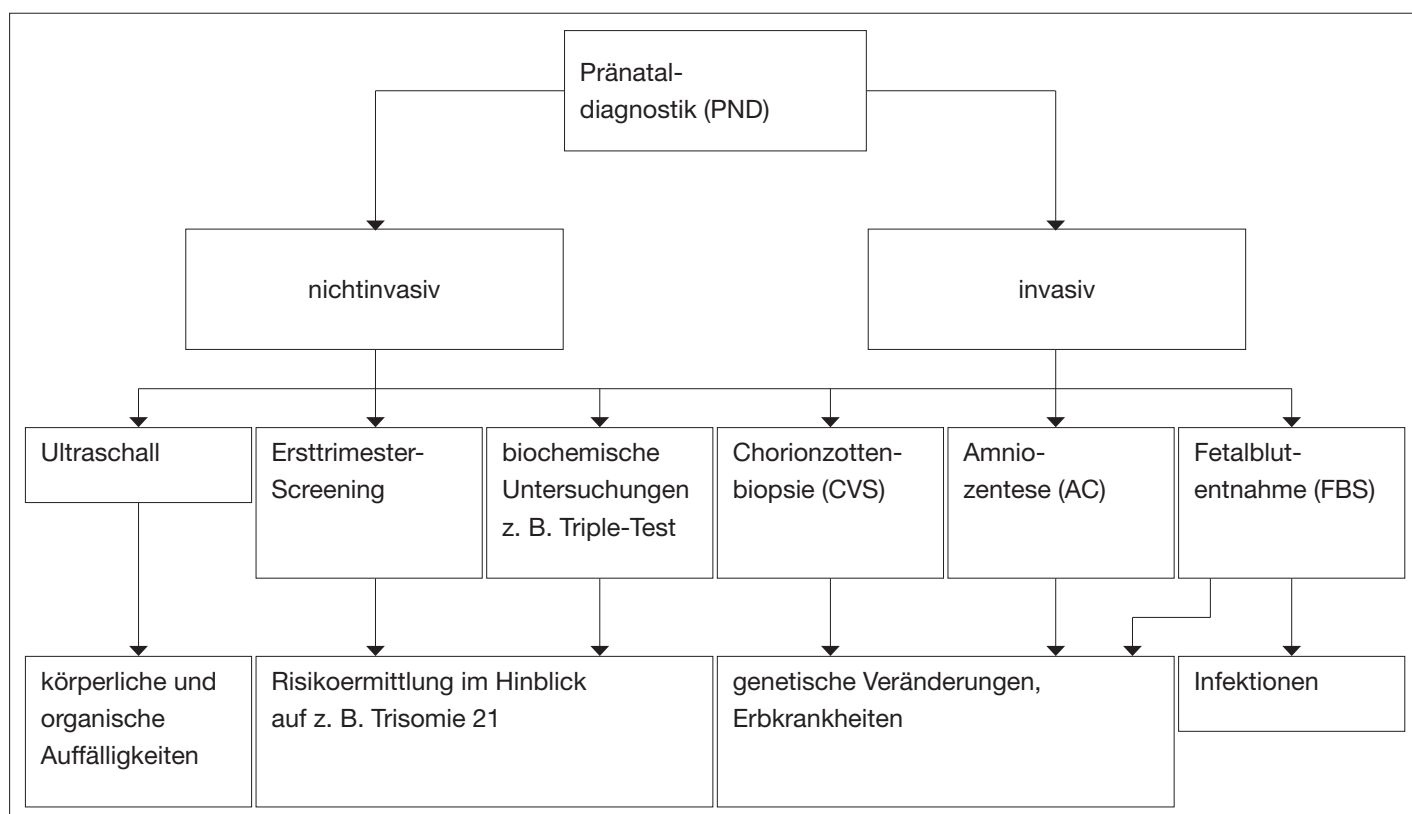 Pränatal-
diagnostik (PND)
nichtinvasiv
invasiv
Ultraschall
Ersttrimester-
Screening
biochemische
Untersuchungen
z. B. Triple-Test
Chorionzotten-
biopsie (CVS)
Amnio-
zentese (AC)
Fetalblut-
entnahme (FBS)
körperliche und
organische
Auffälligkeiten
Risikoermittlung im Hinblick
auf z. B. Trisomie 21
genetische Veränderungen,
Erbkrankheiten
Infektionen